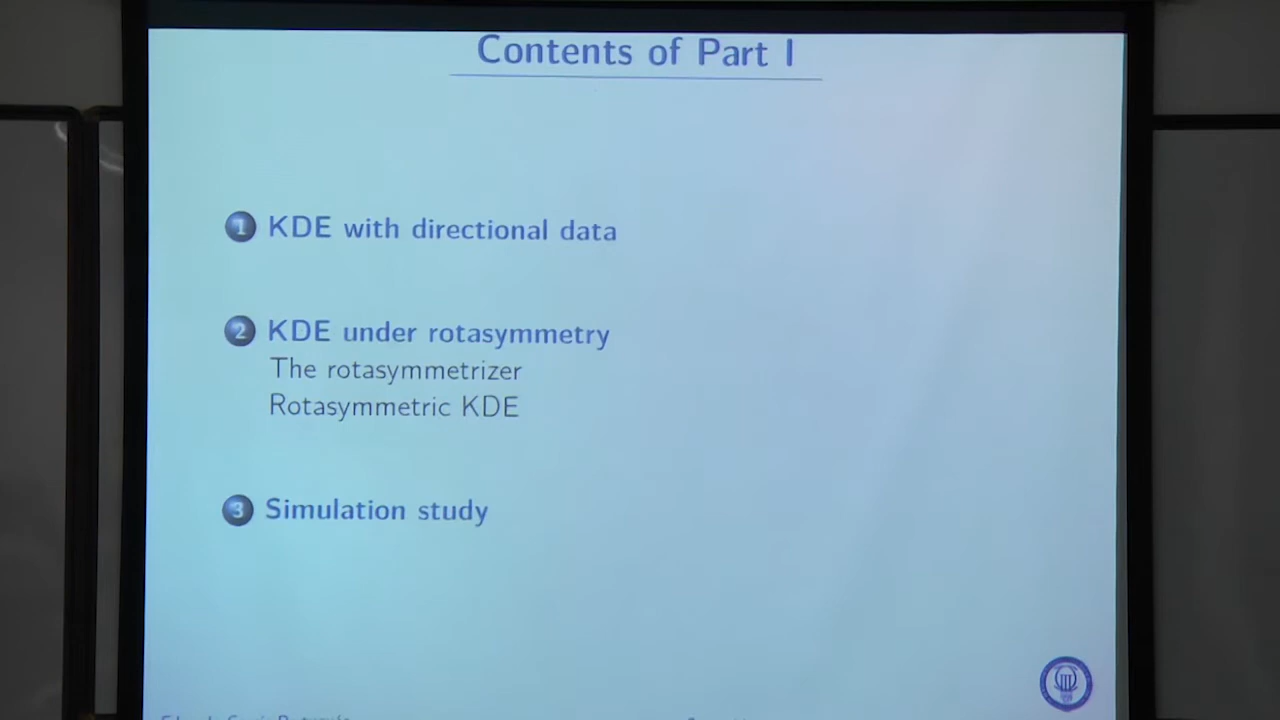 Contents of Part I
1 KDE with directional data
2 KDE under rotasymmetry
The rotasymmetrizer
Rotasymmetric KDE
3 Simulation study